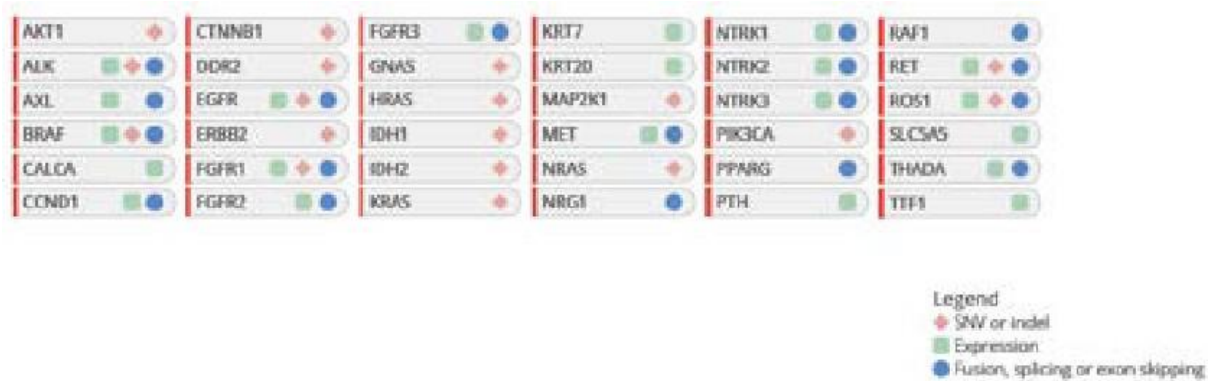 AKT1 CTNNB1 FGFR3 KRT7 NTRK1 RAF1
ALK DDR2 GNAS KRT20 NTRK2 RET
AXL EGFR HRAS MAP2K1 NTRK3 ROS1
BRAF ERBB2 IDH1 MET PIK3CA SLC5A5
CALCA FGFR1 IDH2 NRAS PPARG THADA
CCND1 FGFR2 KRAS NRG1 PTH TTF1
Legend
SNV or indel
Expression
Fusion, splicing or exon skipping